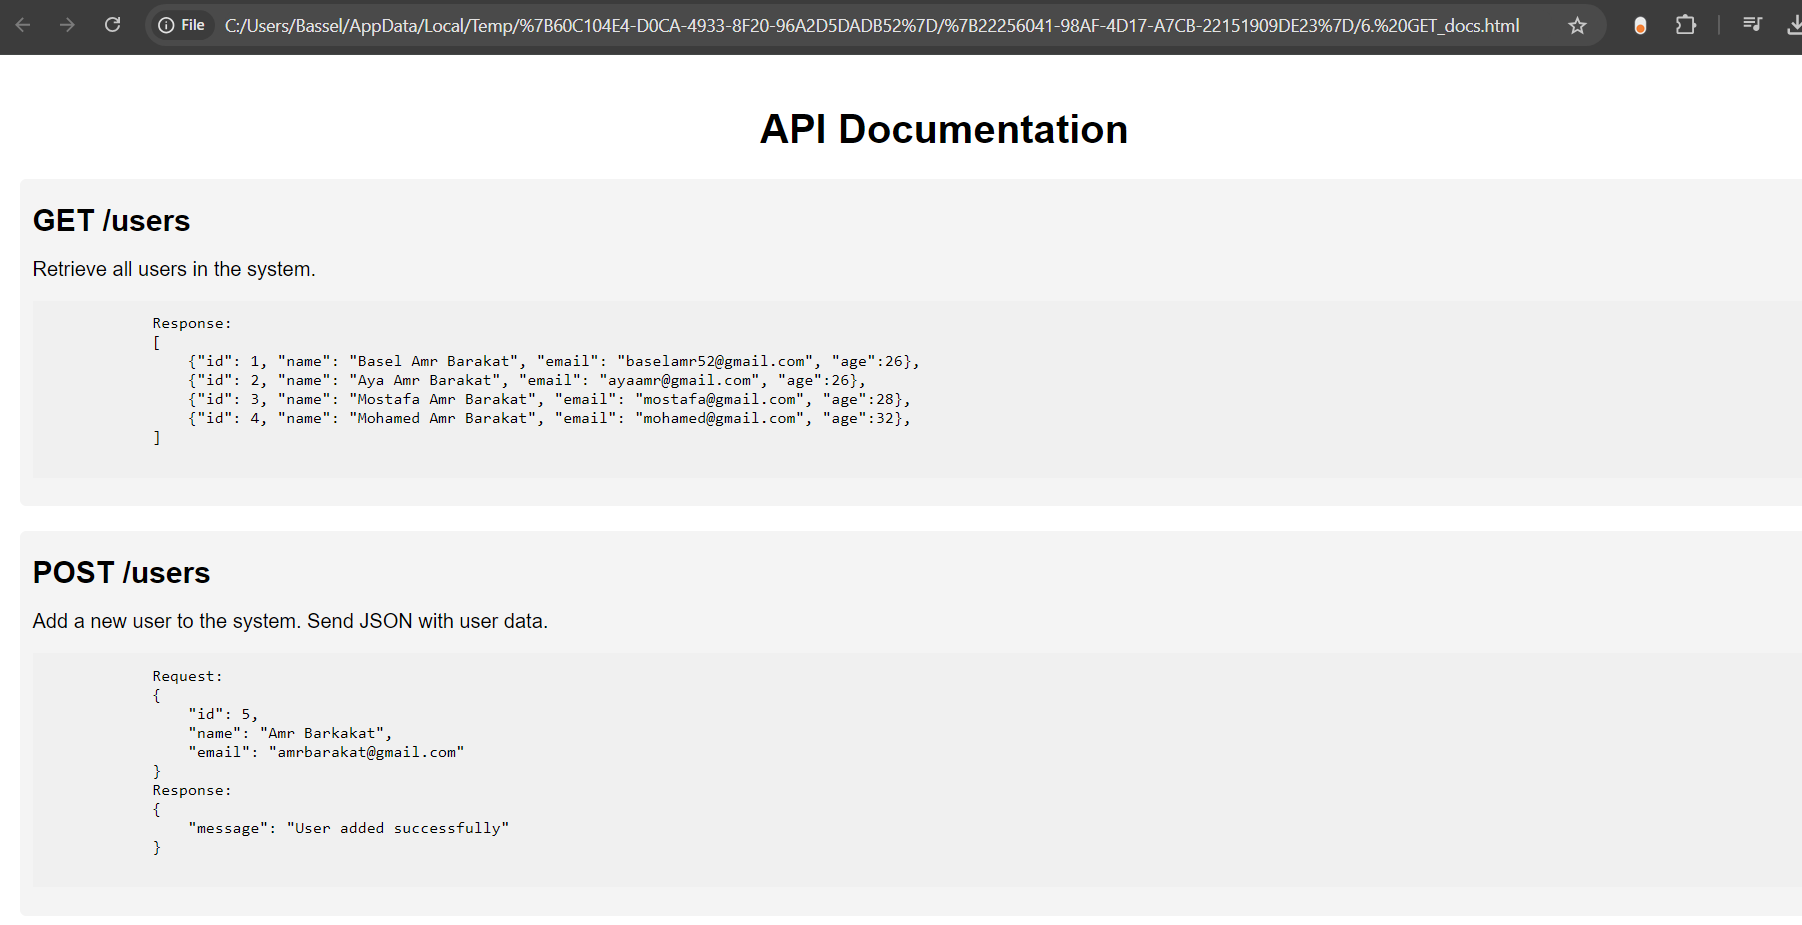 File
C:/Users/Bassel/AppData/Local/Temp/%7B60C104E4-D0CA-4933-8F20-96A2D5DADB52%7D/%7B22256041-98AF-4D17-A7CB-22151909DE23%7D/6.%20GET_docs.html
API Documentation
GET /users
Retrieve all users in the system.
Response:
[
{"id": 1, "name": "Basel Amr Barakat", "email": "baselamr52@gmail.com", "age":26},
{"id": 2, "name": "Aya Amr Barakat", "email": "ayaamr@gmail.com", "age":26},
{"id": 3, "name": "Mostafa Amr Barakat", "email": "mostafa@gmail.com", "age":28},
{"id": 4, "name": "Mohamed Amr Barakat", "email": "mohamed@gmail.com", "age":32},
]
POST /users
Add a new user to the system. Send JSON with user data.
Request:
{
"id": 5,
"name": "Amr Barkakat",
"email": "amrbarakat@gmail.com"
}
Response:
{
"message": "User added successfully"
}